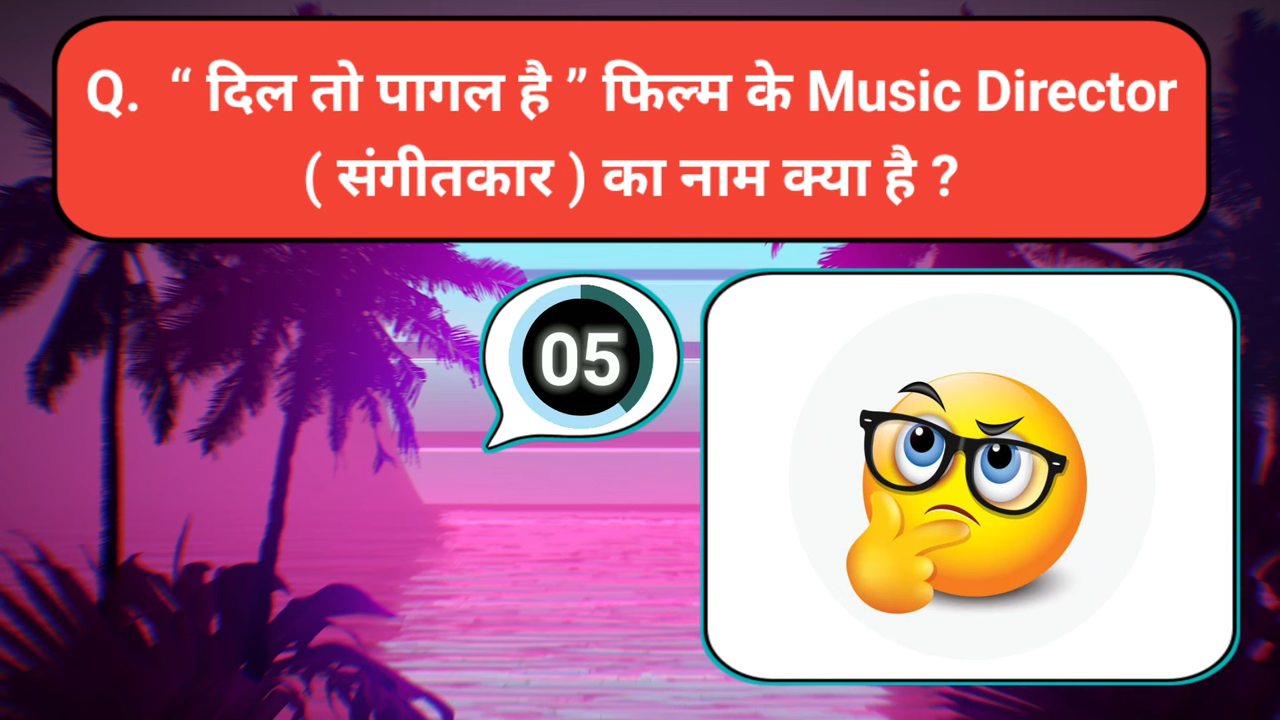 Q. “ दिल तो पागल है ” फिल्म के Music Director
( संगीतकार ) का नाम क्या है ?
05